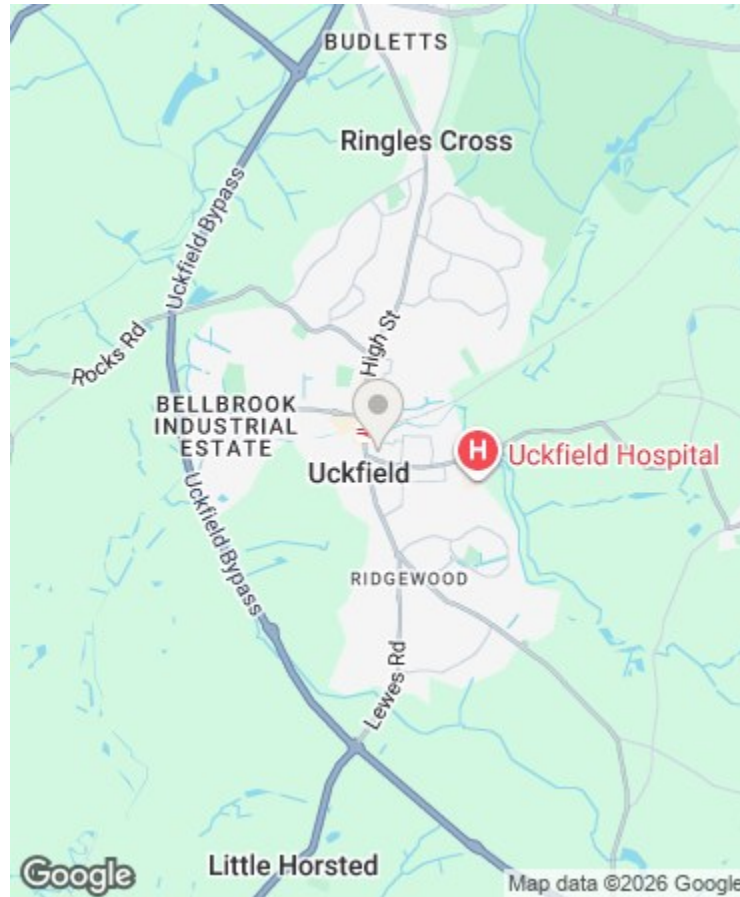 BUDLETTS
Ringles Cross
Uckfield Bypass
High St
Rocks Rd
BELLBROOK
INDUSTRIAL
ESTATE
H
Uckfield Hospital
Uckfield
Uckfield Bypass
RIDGEWOOD
Lewes Rd
Little Horsted
Google
Map data ©2026 Google